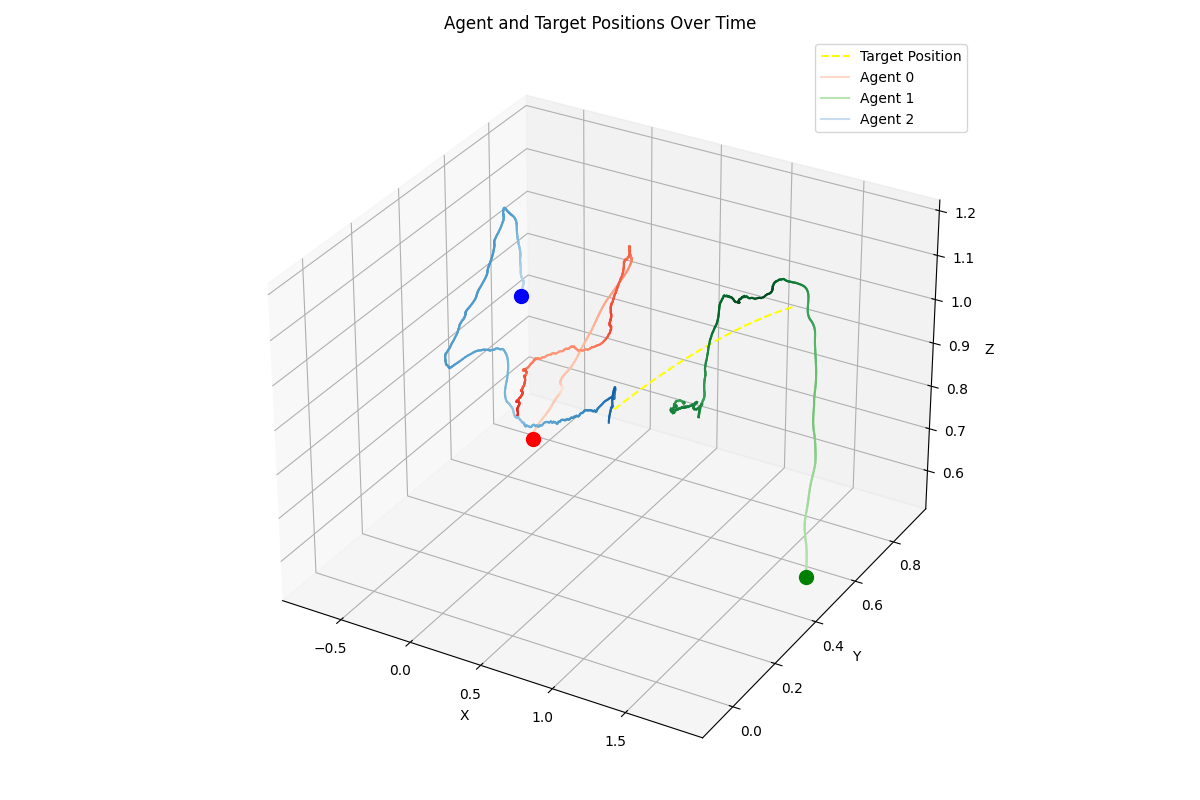 Agent and Target Positions Over Time
Target Position
Agent 0
Agent 1
Agent 2
1.2
1.1
1.0
0.9
0.8
0.7
0.6
Z
0.8
0.6
0.4
0.2
0.0
Y
−0.5
0.0
0.5
1.0
1.5
X